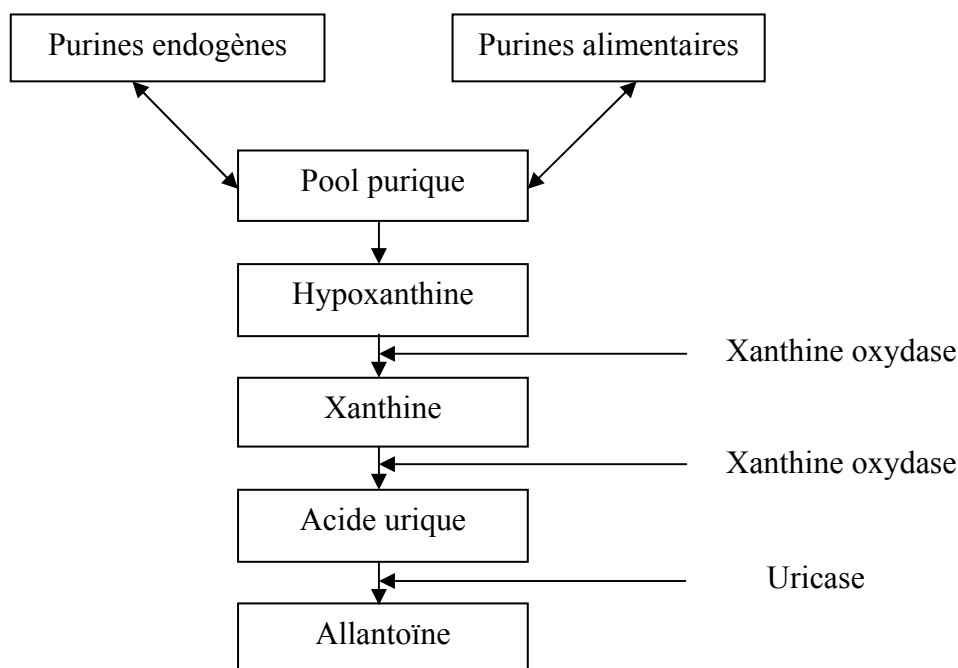 Purines endogènes
Purines alimentaires
Pool purique
Hypoxanthine
Xanthine oxydase
Xanthine
Xanthine oxydase
Acide urique
Uricase
Allantoïne